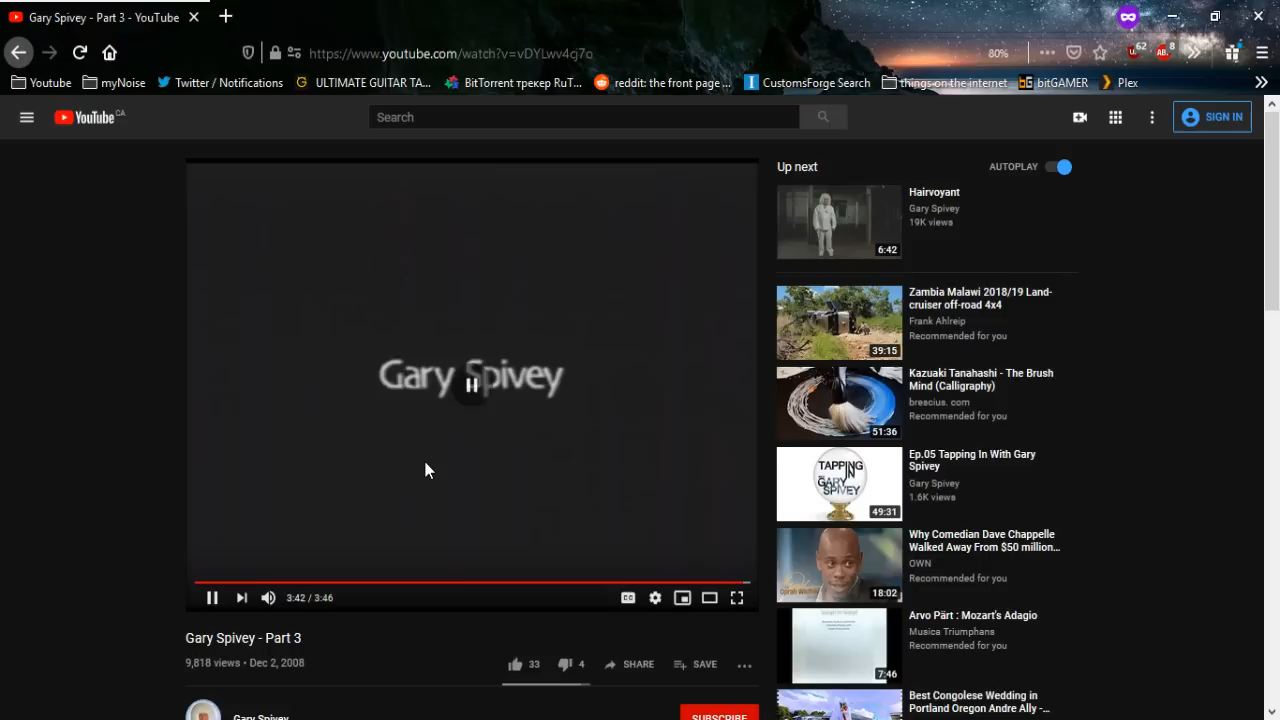 Gary Spivey - Part 3 - YouTube
https://www.youtube.com/watch?v=vDYLwv4cj7o
80%
62
8
Youtube
myNoise
Twitter / Notifications
ULTIMATE GUITAR TA...
BitTorrent трекер RuT...
reddit: the front page ...
CustomsForge Search
things on the internet
bitGAMER
Plex
YouTube CA
Search
SIGN IN
Up next
AUTOPLAY
Hairvoyant
Gary Spivey
19K views
6:42
Zambia Malawi 2018/19 Land-
cruiser off-road 4x4
Frank Ahlreip
Recommended for you
39:15
Gary Spivey
Kazuaki Tanahashi - The Brush
Mind (Calligraphy)
brescius. com
Recommended for you
51:36
Ep.05 Tapping In With Gary
Spivey
Gary Spivey
1.6K views
TAPPING
IN
GARY
SPIVEY
49:31
Why Comedian Dave Chappelle
Walked Away From $50 million...
OWN
Recommended for you
18:02
3:42 / 3:46
CC
Arvo Pärt : Mozart's Adagio
Musica Triumphans
Recommended for you
7:46
Gary Spivey - Part 3
9,818 views • Dec 2, 2008
33
4
SHARE
SAVE
Best Congolese Wedding in
Portland Oregon Andre Ally -...
Gary Spivey
SUBSCRIBE